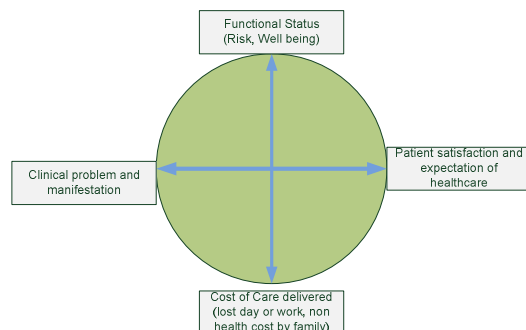 Functional Status
(Risk, Well being)
Clinical problem and
manifestation
Patient satisfaction and
expectation of
healthcare
Cost of Care delivered
(lost day or work, non
health cost by family)